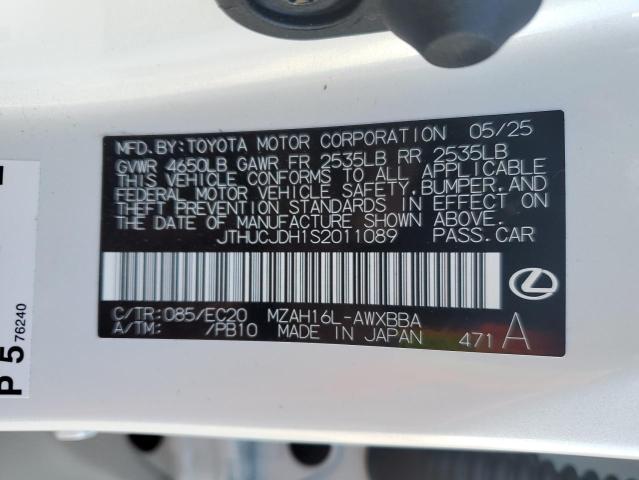 MFD. BY: TOYOTA MOTOR CORPORATION 05/25
GVWR 4650LB GAWR FR 2535LB RR 2535LB
THIS VEHICLE CONFORMS TO ALL APPLICABLE
FEDERAL MOTOR VEHICLE SAFETY, BUMPER, AND
THEFT PREVENTION STANDARDS IN EFFECT ON
THE DATE OF MANUFACTURE SHOWN ABOVE.
JTHUCJDH1S2011089 PASS.CAR
C/TR: 085/EC20 MZAH16L-AWXBBA
A/TM: /PB10 MADE IN JAPAN 471 A
P 5 76240